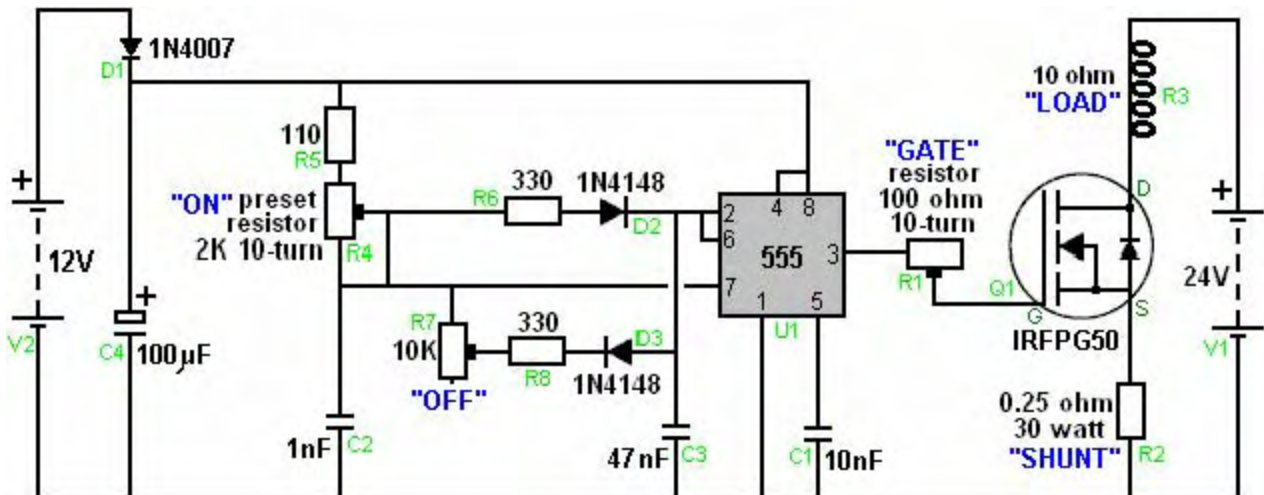 1N4007
D1
110
R5
"ON" preset
resistor
2K 10-turn
R4
330
R6
1N4148
D2
10 ohm
"LOAD"
R3
"GATE"
resistor
100 ohm
10-turn
R1
+
12V
V2
+
C4
100µF
R7
10K
"OFF"
330
R8
D3
1N4148
1nF
C2
47nF
C3
2
6
7
4
8
555
3
1
5
U1
C1
10nF
Q1
D
G
S
IRFPG50
+
24V
V1
0.25 ohm
30 watt
"SHUNT"
R2